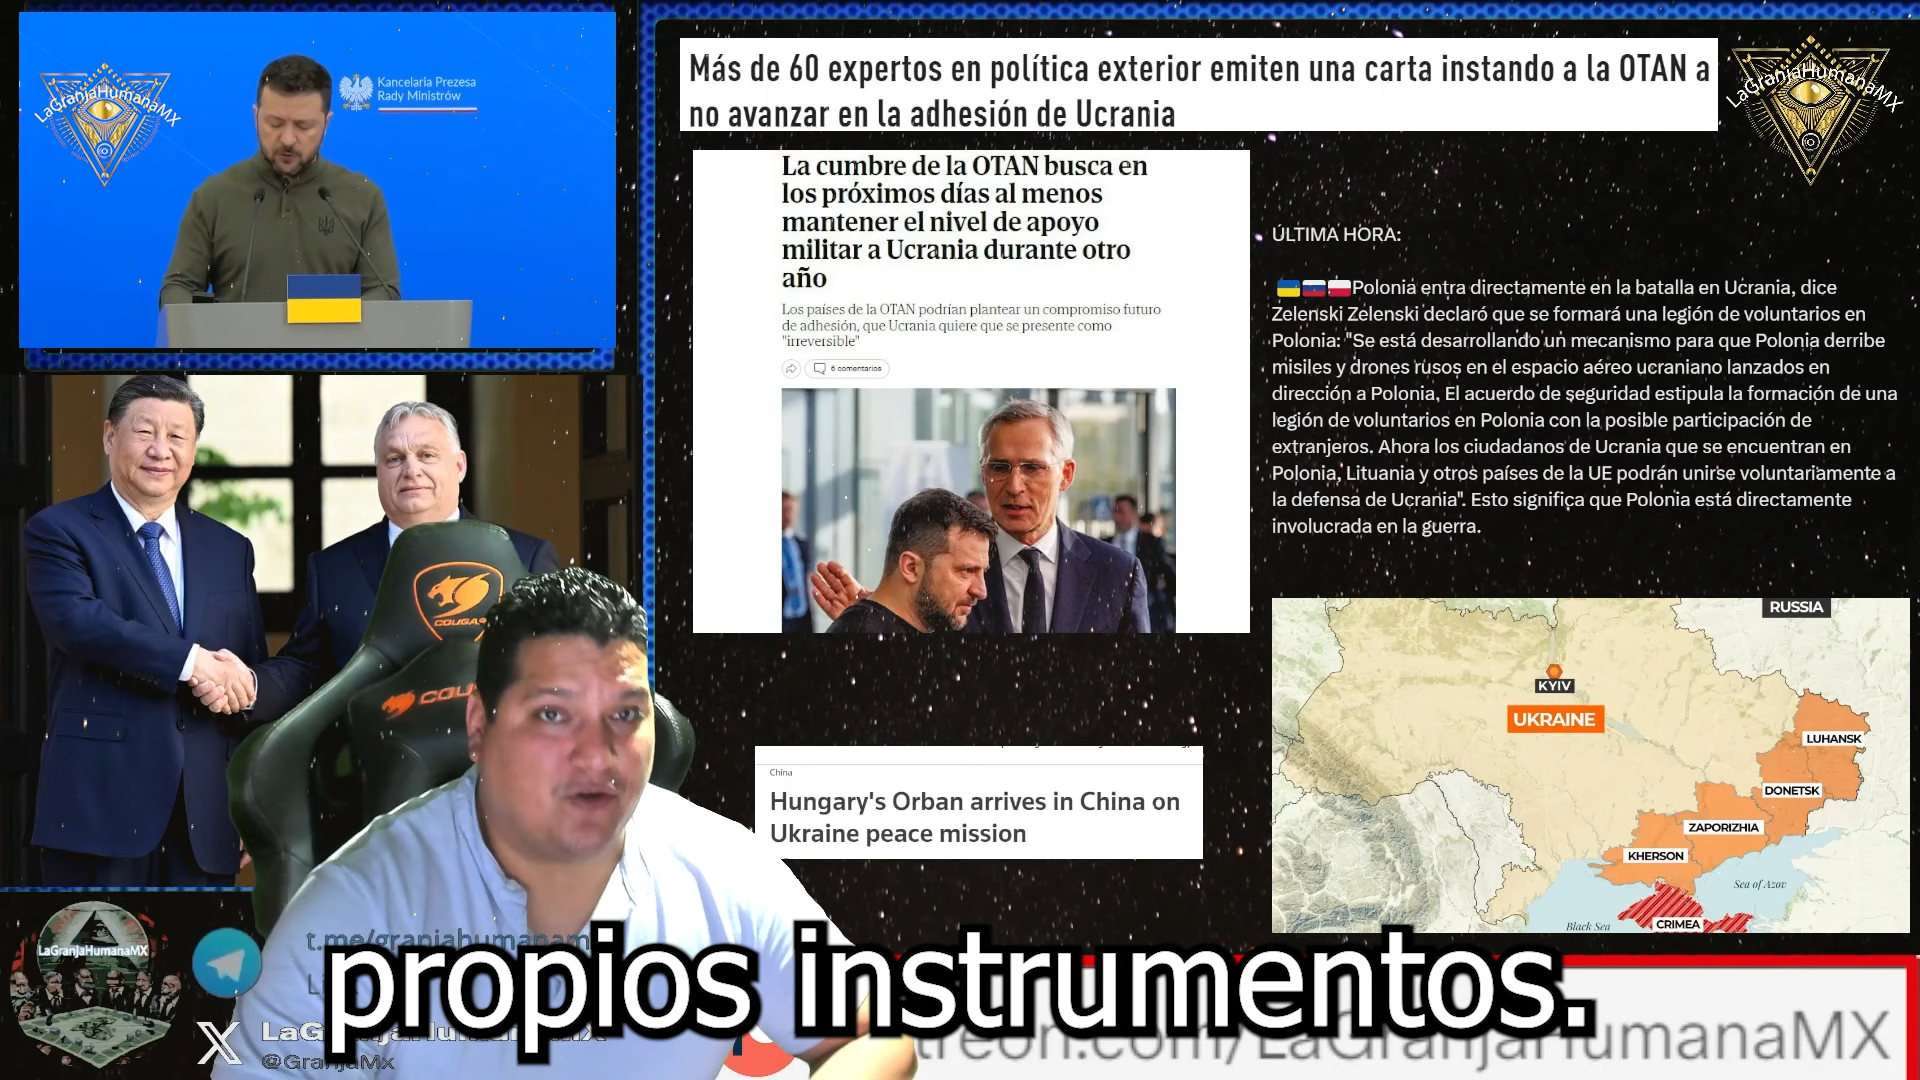 LaGranjaHumanaMX
Kancelaria Prezesa
Rady Ministrów
Más de 60 expertos en política exterior emiten una carta instando a la OTAN a
no avanzar en la adhesión de Ucrania
LaGranjaHumanaMX
La cumbre de la OTAN busca en
los próximos días al menos
mantener el nivel de apoyo
militar a Ucrania durante otro
año
Los países de la OTAN podrían plantear un compromiso futuro
de adhesión, que Ucrania quiere que se presente como
"irreversible"
6 comentarios
ÚLTIMA HORA:
Polonia entra directamente en la batalla en Ucrania, dice
Zelenski Zelenski declaró que se formará una legión de voluntarios en
Polonia: "Se está desarrollando un mecanismo para que Polonia derribe
misiles y drones rusos en el espacio aéreo ucraniano lanzados en
dirección a Polonia. El acuerdo de seguridad estipula la formación de una
legión de voluntarios en Polonia con la posible participación de
extranjeros. Ahora los ciudadanos de Ucrania que se encuentran en
Polonia, Lituania y otros países de la UE podrán unirse voluntariamente a
la defensa de Ucrania". Esto significa que Polonia está directamente
involucrada en la guerra.
COUGAR
China
Hungary's Orban arrives in China on
Ukraine peace mission
RUSSIA
KYIV
UKRAINE
LUHANSK
DONETSK
ZAPORIZHIA
KHERSON
Sea of Azov
Black Sea
CRIMEA
LaGranjaHumanaMX
t.me/granjahumanam
propios instrumentos.
LaGranjaHumanaMX
@GranjaMx
treon.com/LaGranjaHumanaMX